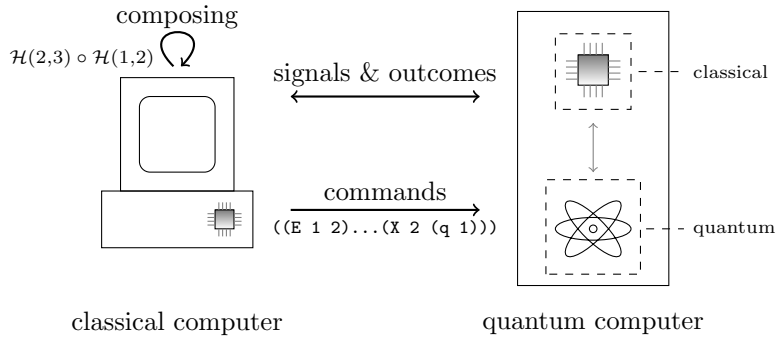 composing
ℋ(2,3) ∘ ℋ(1,2)
signals & outcomes
classical
commands
((E 1 2)...(X 2 (q 1)))
quantum
classical computer
quantum computer